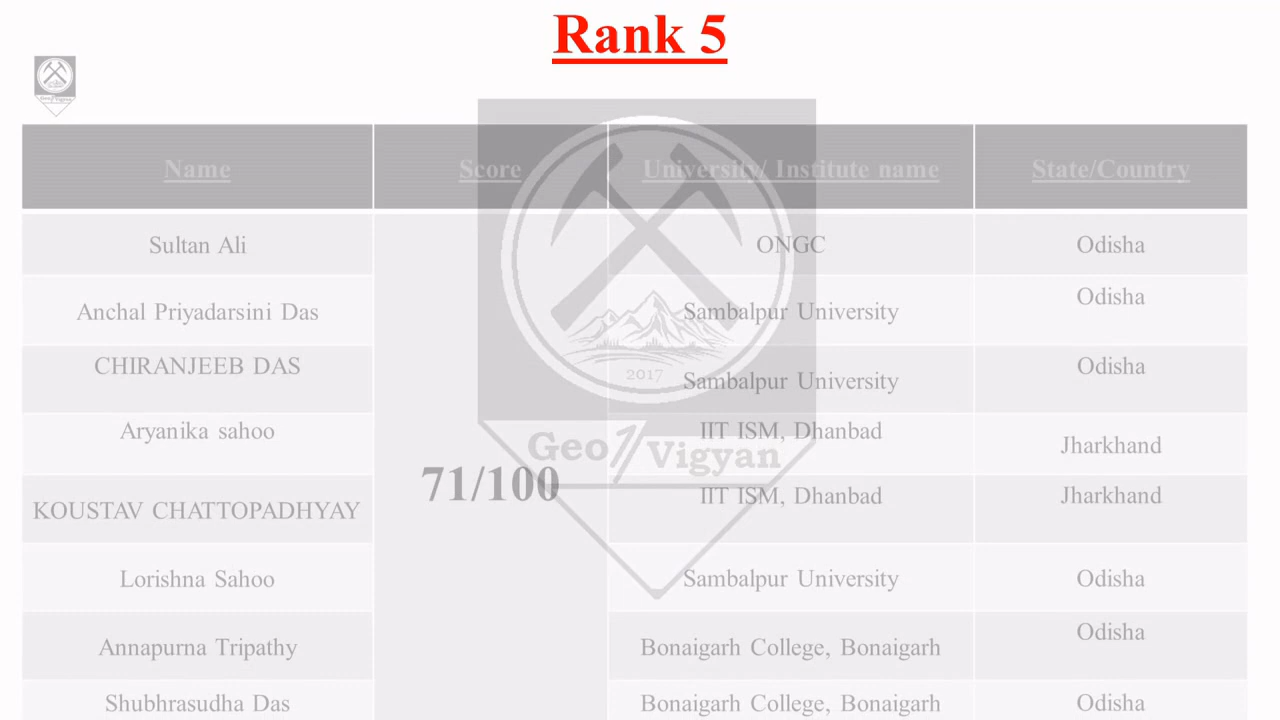 Rank 5
Geo Vigyan
Name Score University/ Institute name State/Country
Sultan Ali ONGC Odisha
Anchal Priyadarsini Das Sambalpur University Odisha
CHIRANJEEB DAS Sambalpur University Odisha
Aryanika sahoo IIT ISM, Dhanbad Jharkhand
71/100
KOUSTAV CHATTOPADHYAY IIT ISM, Dhanbad Jharkhand
Lorishna Sahoo Sambalpur University Odisha
Annapurna Tripathy Bonaigarh College, Bonaigarh Odisha
Shubhrasudha Das Bonaigarh College, Bonaigarh Odisha
2017
Geo Vigyan